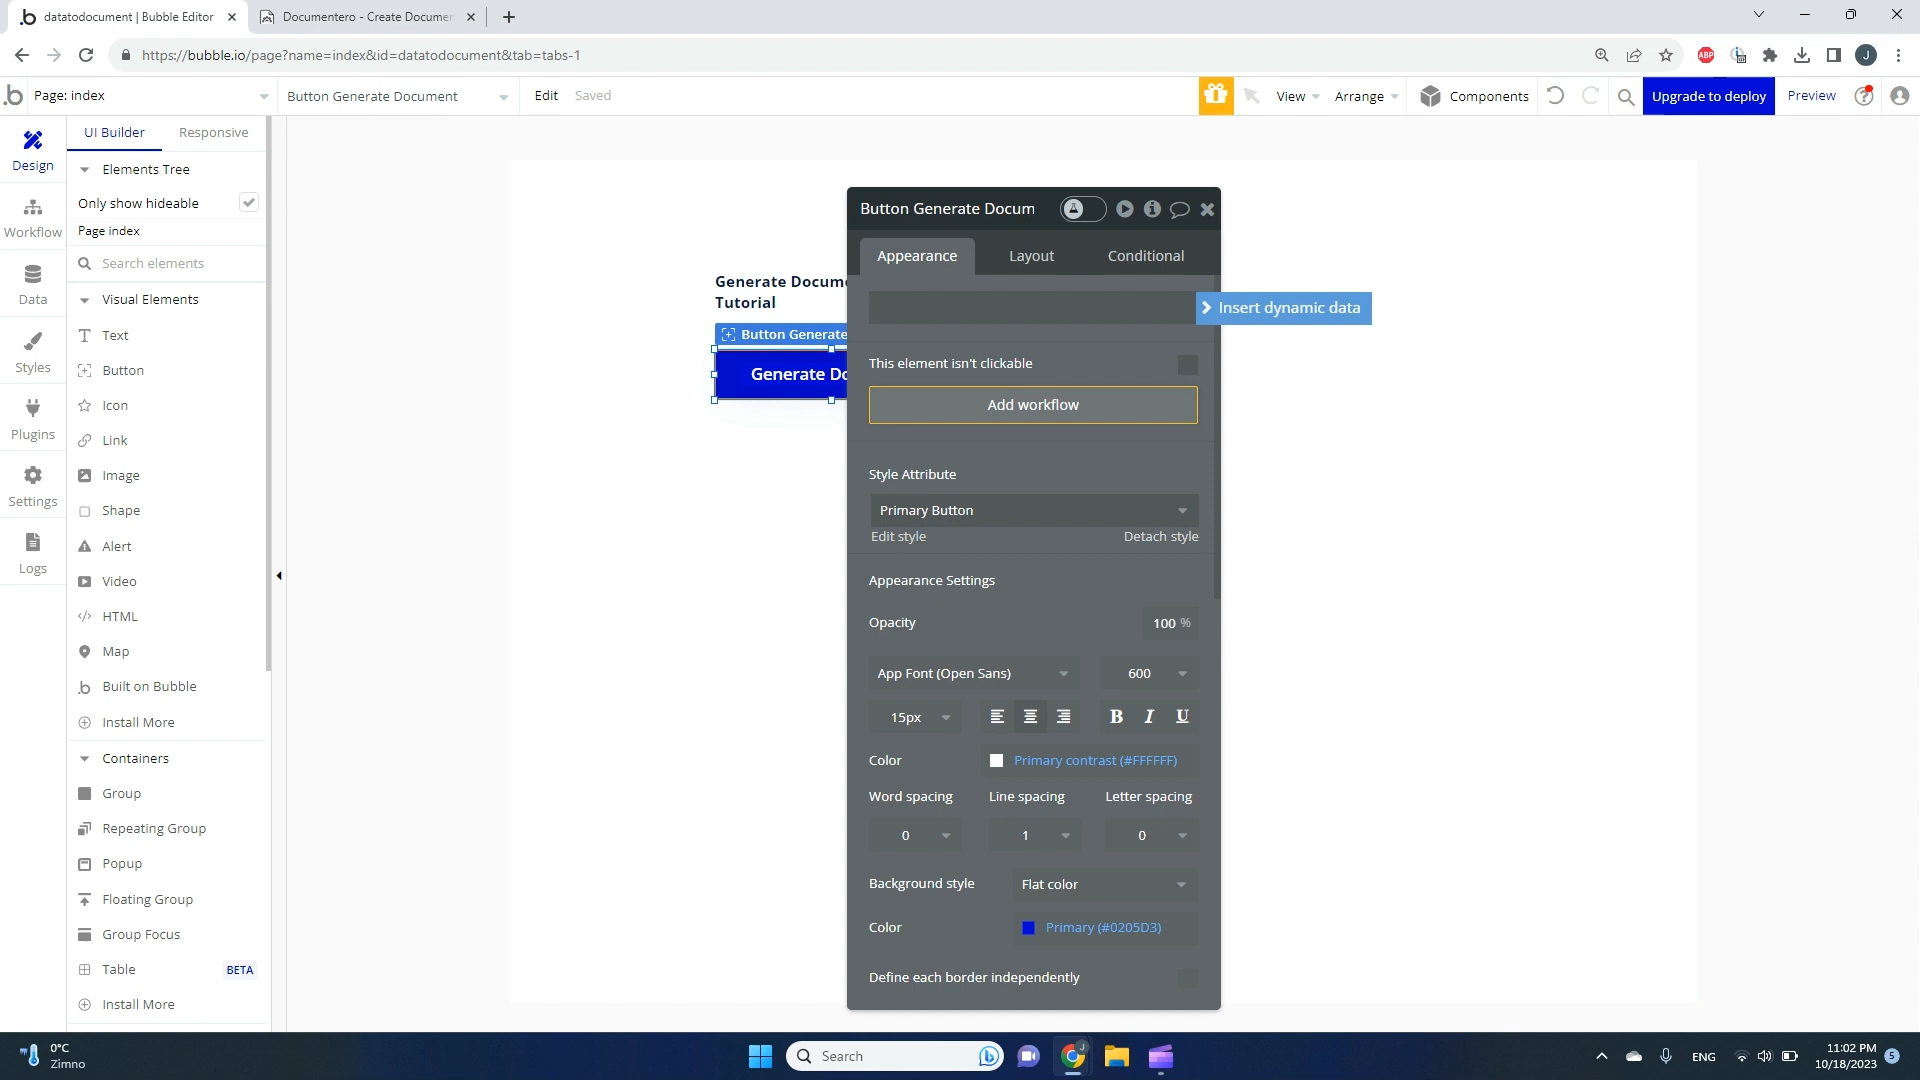 datatodocument | Bubble Editor
Documentero - Create Documen
https://bubble.io/page?name=index&id=datatodocument&tab=tabs-1
ABP
J
Page: index
Button Generate Document
Edit
Saved
View
Arrange
Components
Upgrade to deploy
Preview
Design
Workflow
Data
Styles
Plugins
Settings
Logs
UI Builder
Responsive
Elements Tree
Only show hideable
Page index
Search elements
Visual Elements
Text
Button
Icon
Link
Image
Shape
Alert
Video
HTML
Map
Built on Bubble
Install More
Containers
Group
Repeating Group
Popup
Floating Group
Group Focus
Table
BETA
Install More
Generate Docume
Tutorial
Button Generate
Generate Do
Button Generate Docum
Appearance
Layout
Conditional
Insert dynamic data
This element isn't clickable
Add workflow
Style Attribute
Primary Button
Edit style
Detach style
Appearance Settings
Opacity
100 %
App Font (Open Sans)
600
15px
B I U
Color
Primary contrast (#FFFFFF)
Word spacing
Line spacing
Letter spacing
0
1
0
Background style
Flat color
Color
Primary (#0205D3)
Define each border independently
0°C
Zimno
Search
J
ENG
11:02 PM
10/18/2023
5